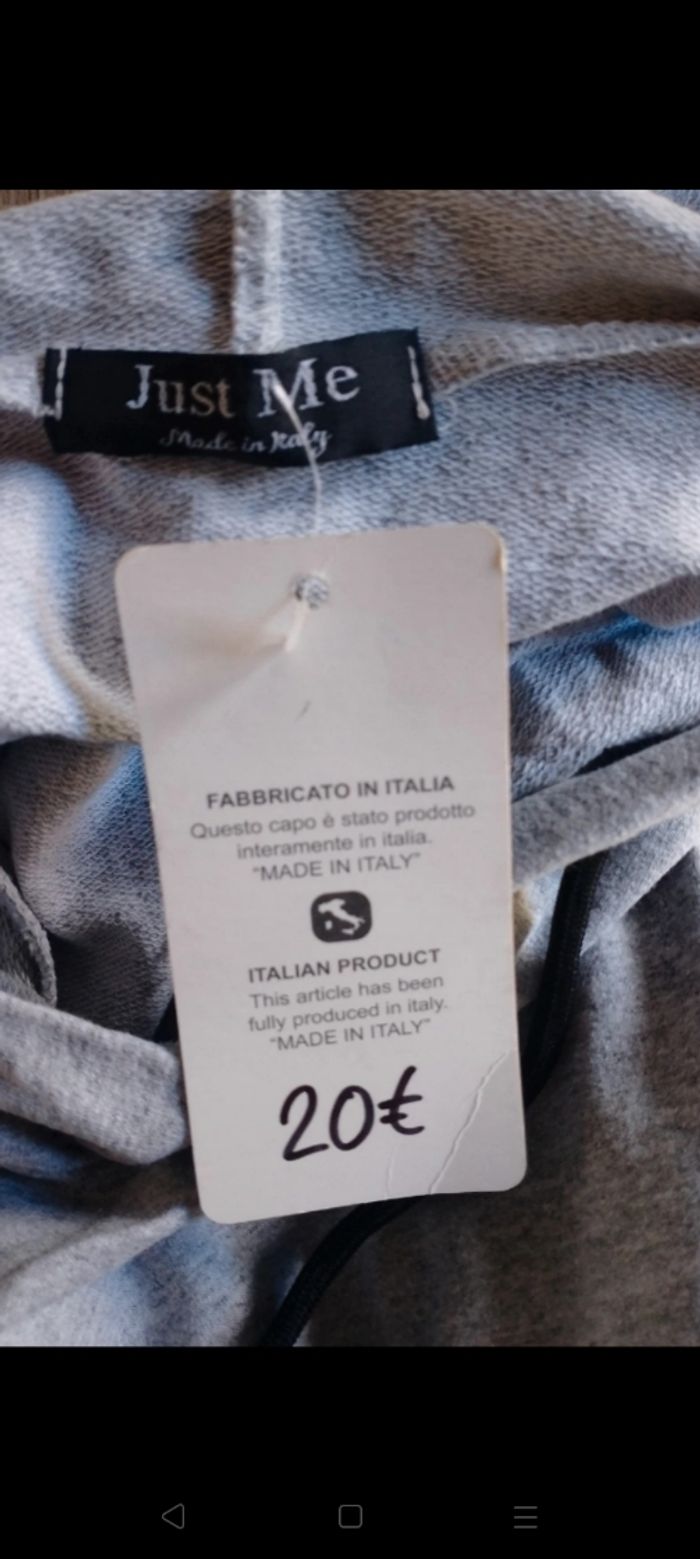 Just Me
Made in Italy
FABBRICATO IN ITALIA
Questo capo è stato prodotto
interamente in italia.
"MADE IN ITALY"
ITALIAN PRODUCT
This article has been
fully produced in italy.
"MADE IN ITALY"
20€